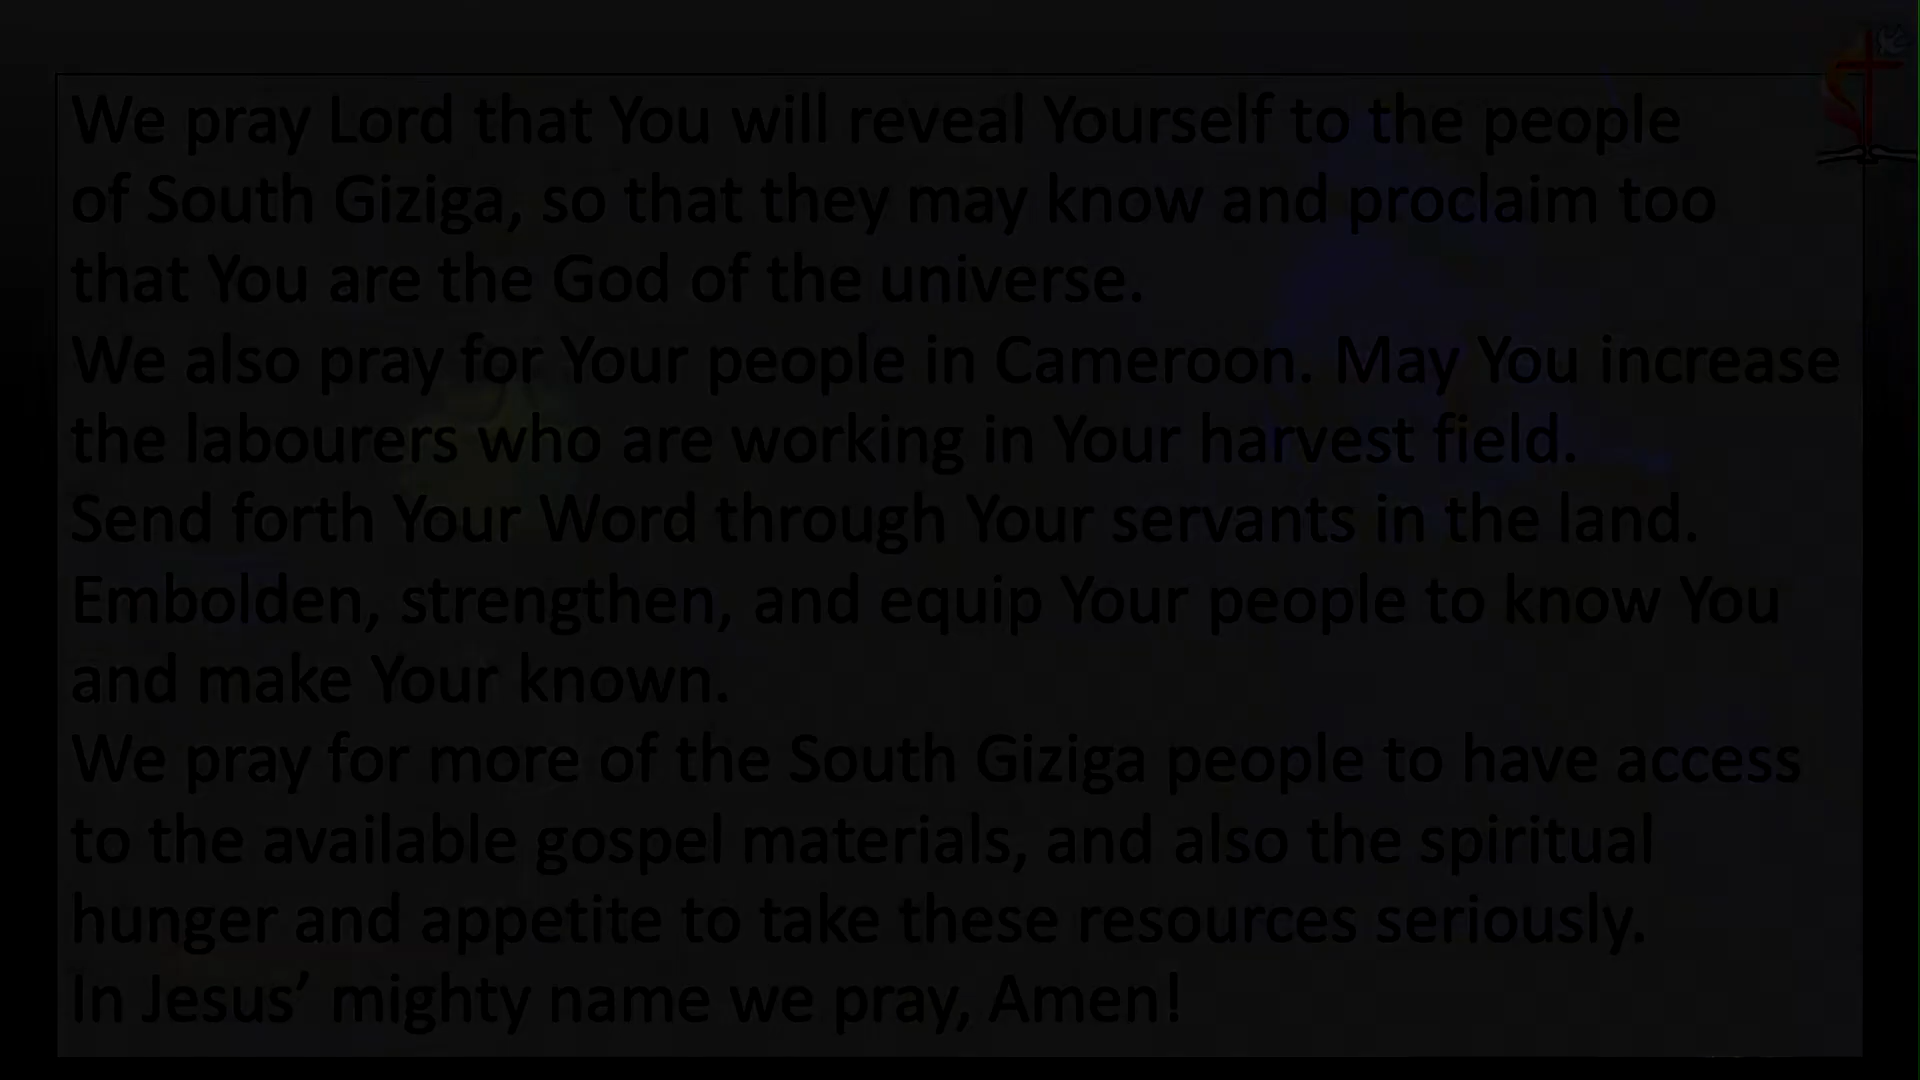 We pray Lord that You will reveal Yourself to the people
of South Giziga, so that they may know and proclaim too
that You are the God of the universe.
We also pray for Your people in Cameroon. May You increase
the labourers who are working in Your harvest field.
Send forth Your Word through Your servants in the land.
Embolden, strengthen, and equip Your people to know You
and make Your known.
We pray for more of the South Giziga people to have access
to the available gospel materials, and also the spiritual
hunger and appetite to take these resources seriously.
In Jesus’ mighty name we pray, Amen!